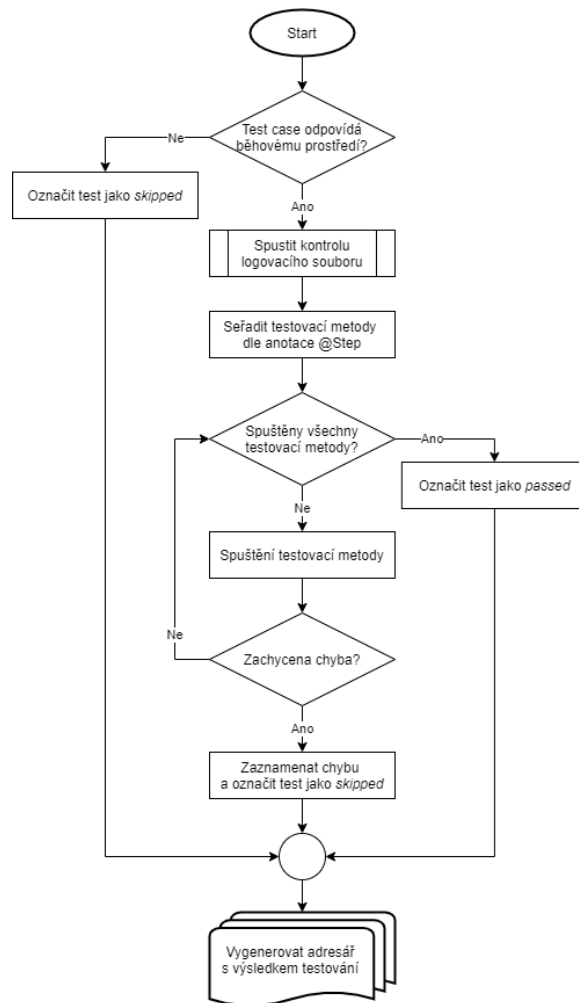 Start
Test case odpovídá
běhovému prostředí?
Ne
Označit test jako skipped
Ano
Spustit kontrolu
logovacího souboru
Seřadit testovací metody
dle anotace @Step
Spuštěny všechny
testovací metody?
Ano
Označit test jako passed
Ne
Spuštění testovací metody
Ne
Zachycena chyba?
Ano
Zaznamenat chybu
a označit test jako skipped
Vygenerovat adresář
s výsledkem testování